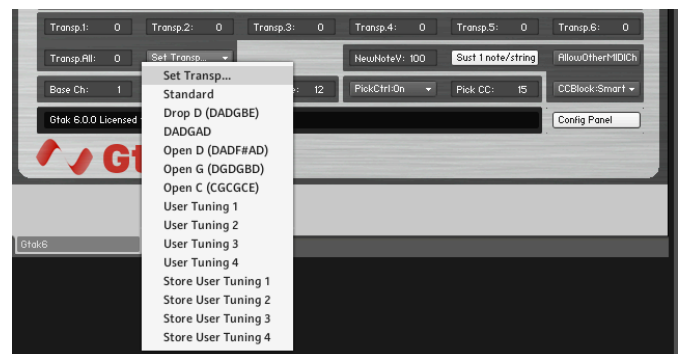 Transp.1: 0 Transp.2: 0 Transp.3: 0 Transp.4: 0 Transp.5: 0 Transp.6: 0
Transp.All: 0 Set Transp... NewNoteV: 100 Sust 1 note/string AllowOtherMIDICh
Base Ch: 1 12 PickCtrl:On Pick CC: 15 CCBlock:Smart
Gtak 6.0.0 Licensed Config Panel
Gt
Gtak6
Set Transp...
Standard
Drop D (DADGBE)
DADGAD
Open D (DADF#AD)
Open G (DGDGBD)
Open C (CGCGCE)
User Tuning 1
User Tuning 2
User Tuning 3
User Tuning 4
Store User Tuning 1
Store User Tuning 2
Store User Tuning 3
Store User Tuning 4